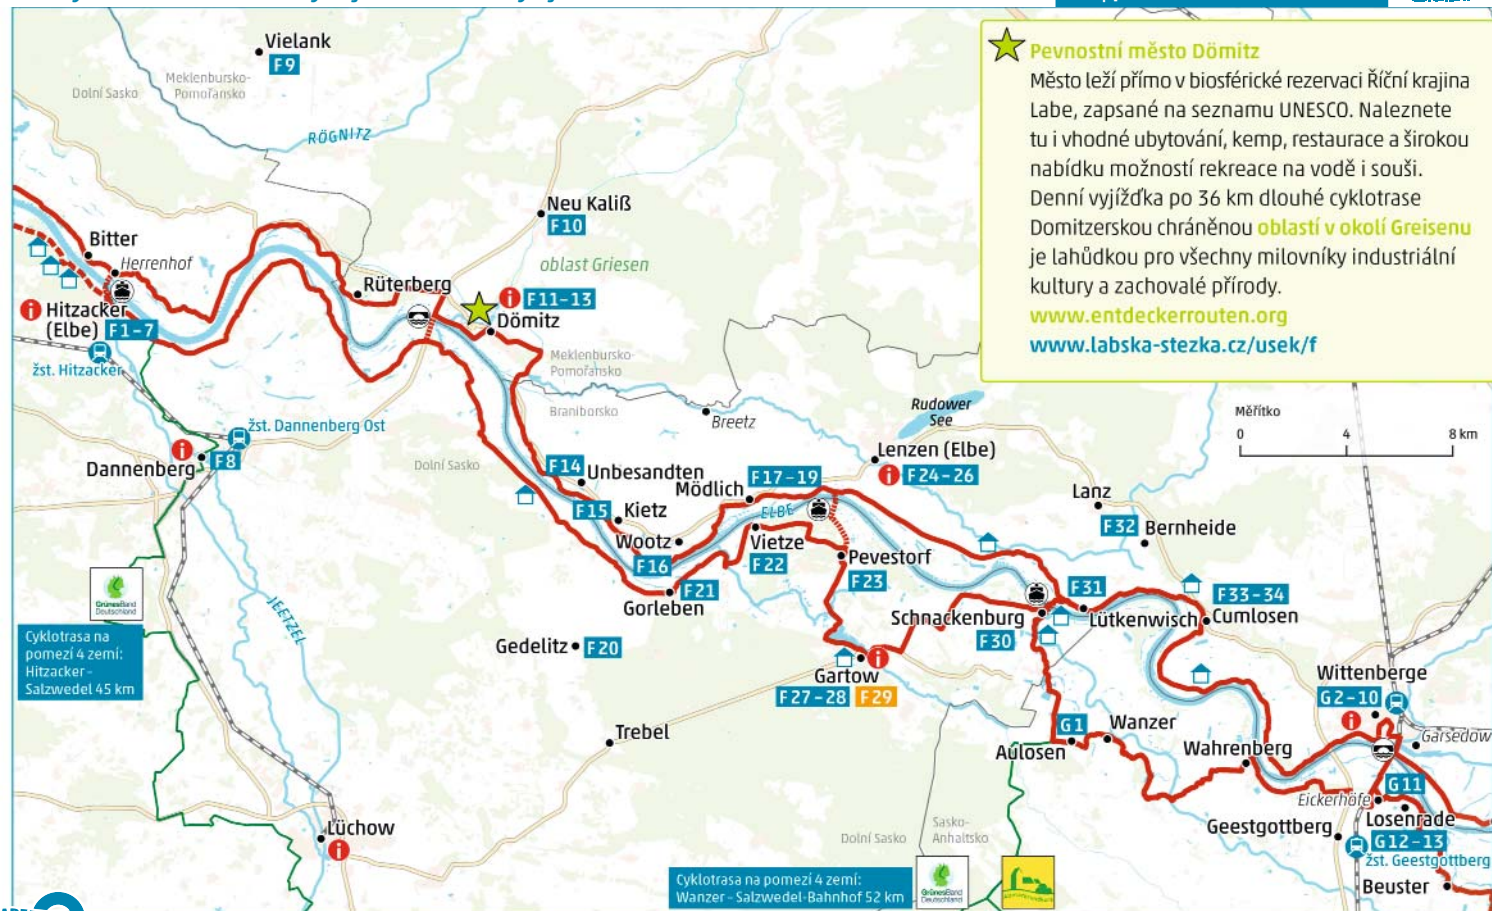 Pevnostní město Dömitz
Město leží přímo v biosférické rezervaci Říční krajina
Labe, zapsané na seznamu UNESCO. Naleznete
tu i vhodné ubytování, kemp, restaurace a širokou
nabídku možností rekreace na vodě i souši.
Denní vyjížďka po 36 km dlouhé cyklotrase
Domitzerskou chráněnou oblastí v okolí Greisenu
je lahůdkou pro všechny milovníky industriální
kultury a zachovalé přírody.
www.entdeckerrouten.org
www.labska-stezka.cz/usek/f
Vielank
F 9
Meklenbursko-
Pomořansko
Dolní Sasko
RÖGNITZ
Neu Kaliß
F10
oblast Griesen
Bitter
Herrenhof
Rüterberg
Hitzacker
(Elbe) F 1-7
žst. Hitzacker
F 11-13
Dömitz
Meklenbursko-
Pomořansko
Braniborsko
Breetz
Rudower
See
Měřítko
0 4 8 km
žst. Dannenberg Ost
Dannenberg F 8
Dolní Sasko
F14 Unbesandten
F15 Kietz
Wootz
F16
Mödlich
F17-19
ELBE
Lenzen (Elbe)
F24-26
Lanz
F32
Bernheide
Vietze
F22
Pevestorf
F23
F21
Gorleben
Gedelitz F20
Schnackenburg
F30
F31
Lütkenwisch
F33-34
Cumlosen
Gartow
F27-28 F29
Wittenberge
G2-10
Garsedow
JEETZEL
GrünesBand
Deutschland
Cyklotrasa na
pomezí 4 zemí:
Hitzacker -
Salzwedel 45 km
Trebel
G1
Aulosen
Wanzer
Wahrenberg
Eickerhöfe
G11
Losenrade
Geestgottberg
G12-13
žst. Geestgottberg
Beuster
Lüchow
Dolní Sasko
Sasko-
Anhaltsko
Cyklotrasa na pomezí 4 zemí:
Wanzer - Salzwedel-Bahnhof 52 km
GrünesBand
Deutschland